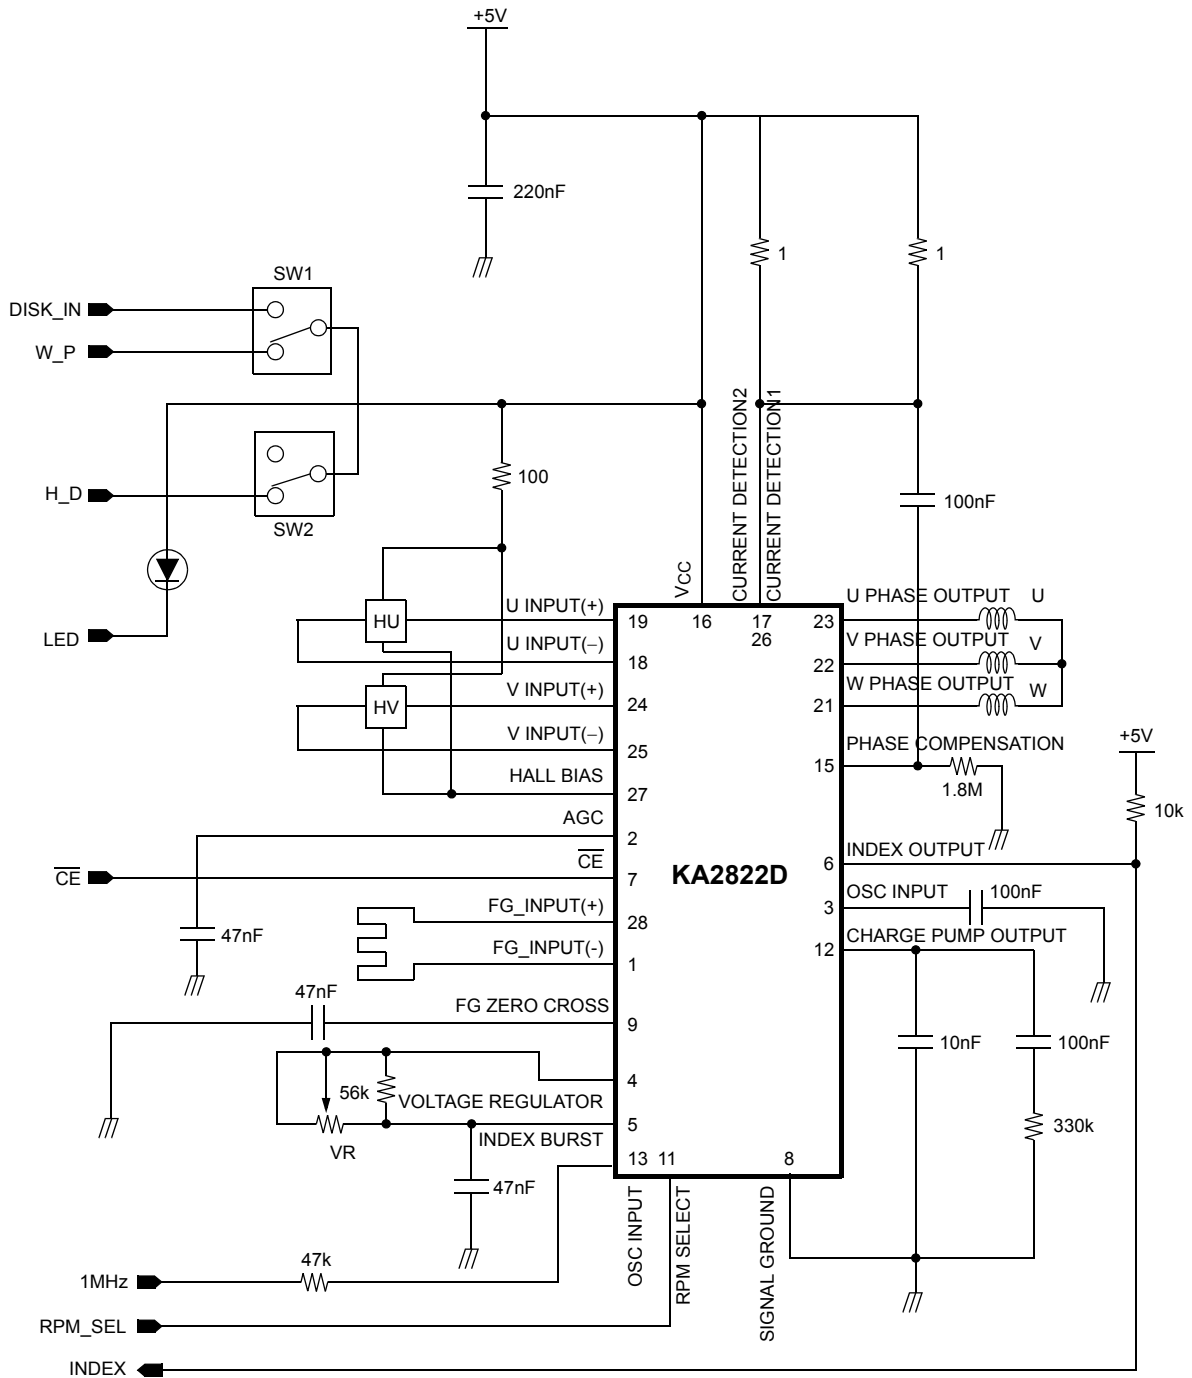 +5V
220nF
1
1
SW1
DISK_IN
W_P
CURRENT DETECTION2
CURRENT DETECTION1
100
H_D
SW2
100nF
VCC
LED
HU
U INPUT(+)
19
16
17
26
23
U PHASE OUTPUT
U
U INPUT(−)
18
22
V PHASE OUTPUT
V
HV
V INPUT(+)
24
21
W PHASE OUTPUT
W
V INPUT(−)
25
15
PHASE COMPENSATION
1.8M
+5V
10k
HALL BIAS
27
AGC
2
CE
CE
7
KA2822D
6
INDEX OUTPUT
FG_INPUT(+)
28
3
OSC INPUT
100nF
47nF
FG_INPUT(-)
1
12
CHARGE PUMP OUTPUT
47nF
FG ZERO CROSS
9
10nF
100nF
4
56k
VOLTAGE REGULATOR
5
VR
INDEX BURST
330k
13
11
8
47nF
OSC INPUT
RPM SELECT
SIGNAL GROUND
1MHz
47k
RPM_SEL
INDEX